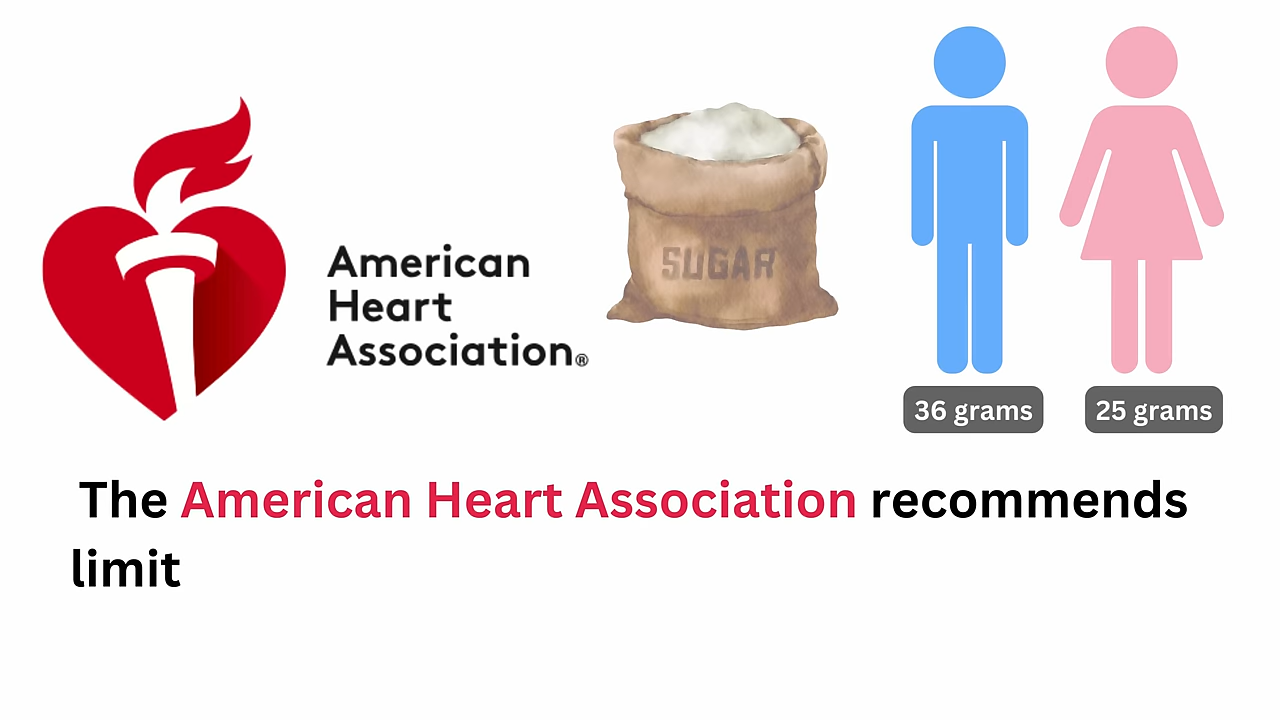 American
Heart
Association®
SUGAR
36 grams
25 grams
The American Heart Association recommends
limit